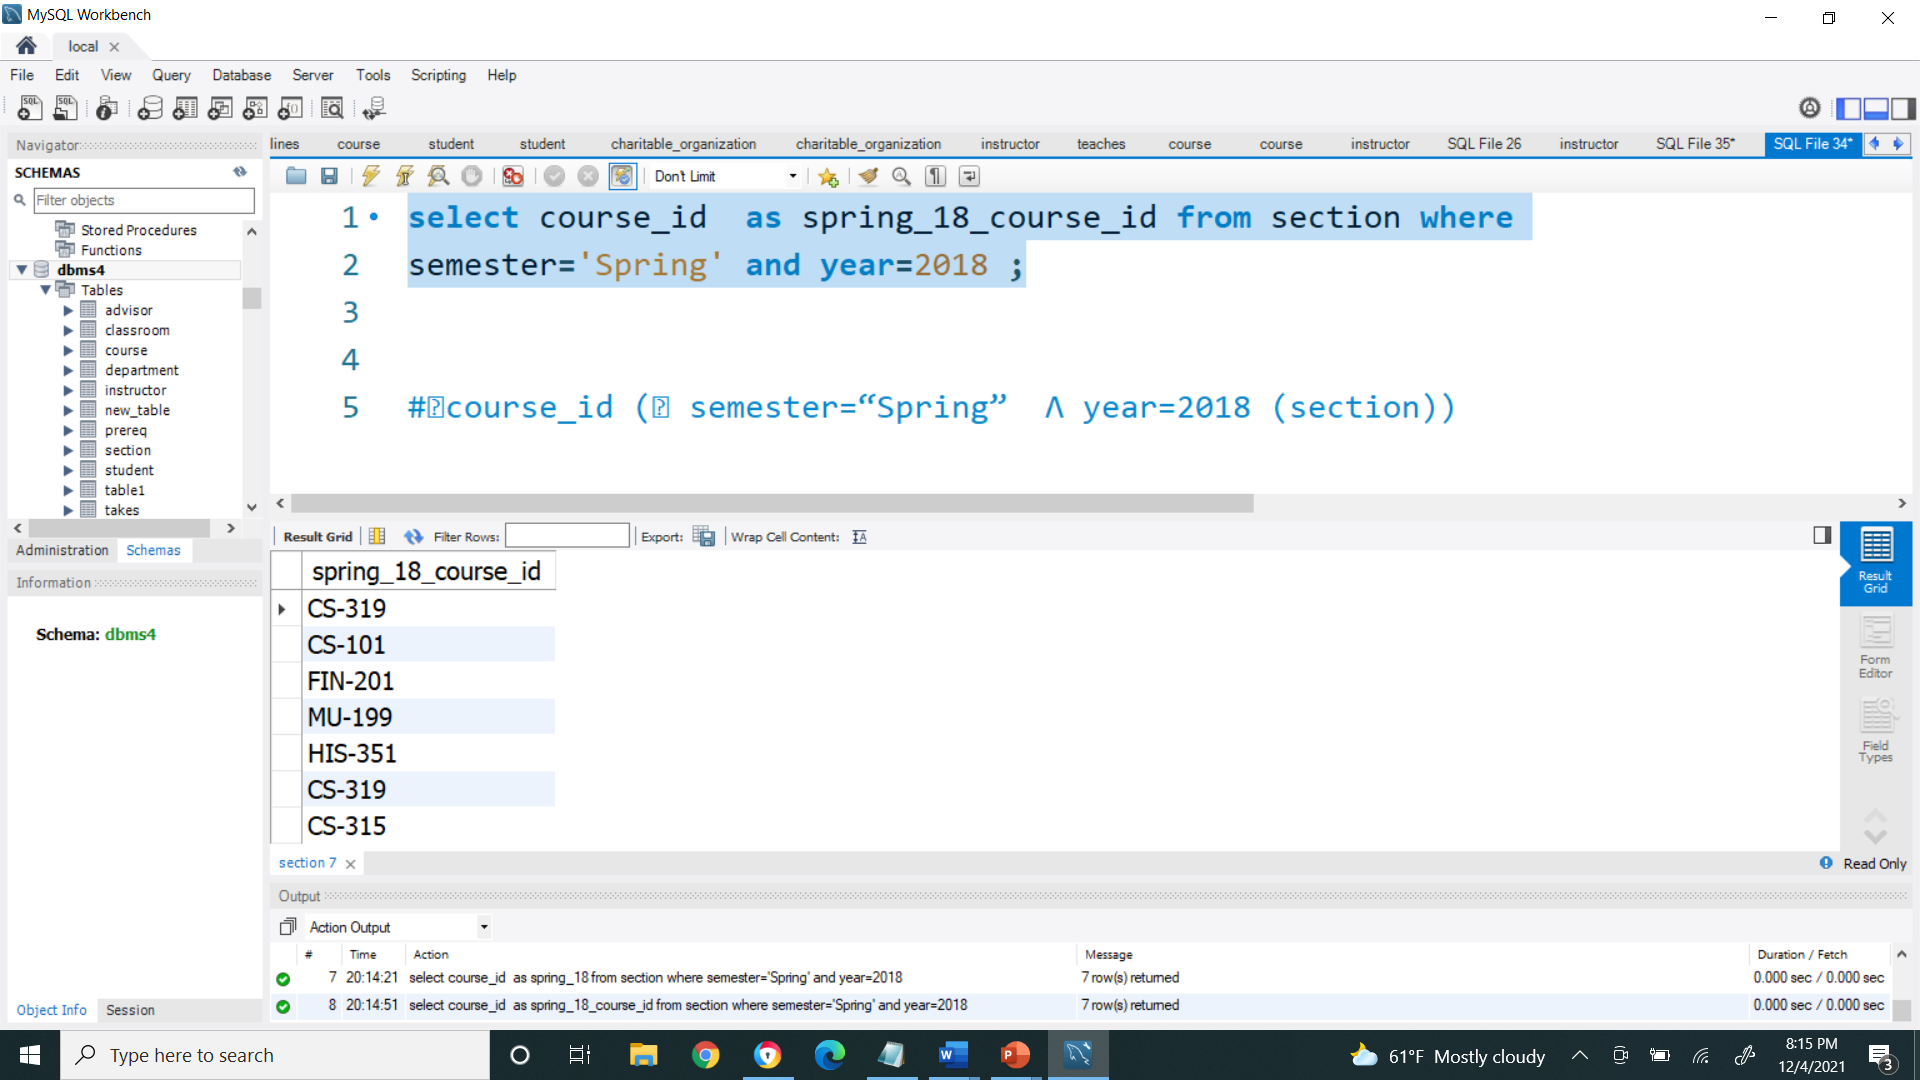 MySQL Workbench
local
File Edit View Query Database Server Tools Scripting Help
Navigator
lines course student student charitable_organization charitable_organization instructor teaches course course instructor SQL File 26 instructor SQL File 35* SQL File 34*
SCHEMAS
Don't Limit
Filter objects
Stored Procedures
Functions
dbms4
Tables
advisor
classroom
course
department
instructor
new_table
prereq
section
student
table1
takes
1 select course_id  as spring_18_course_id from section where
2 semester='Spring' and year=2018 ;
3
4
5 #course_id ( semester=“Spring”  Λ year=2018 (section))
Administration Schemas
Information
Schema: dbms4
Object Info Session
Result Grid Filter Rows: Export: Wrap Cell Content:
spring_18_course_id
CS-319
CS-101
FIN-201
MU-199
HIS-351
CS-319
CS-315
Result
Grid
Form
Editor
Field
Types
section 7
Read Only
Output
Action Output
# Time Action Message Duration / Fetch
7 20:14:21 select course_id  as spring_18 from section where semester='Spring' and year=2018 7 row(s) returned 0.000 sec / 0.000 sec
8 20:14:51 select course_id  as spring_18_course_id from section where semester='Spring' and year=2018 7 row(s) returned 0.000 sec / 0.000 sec
Type here to search
61°F Mostly cloudy
8:15 PM
12/4/2021
3